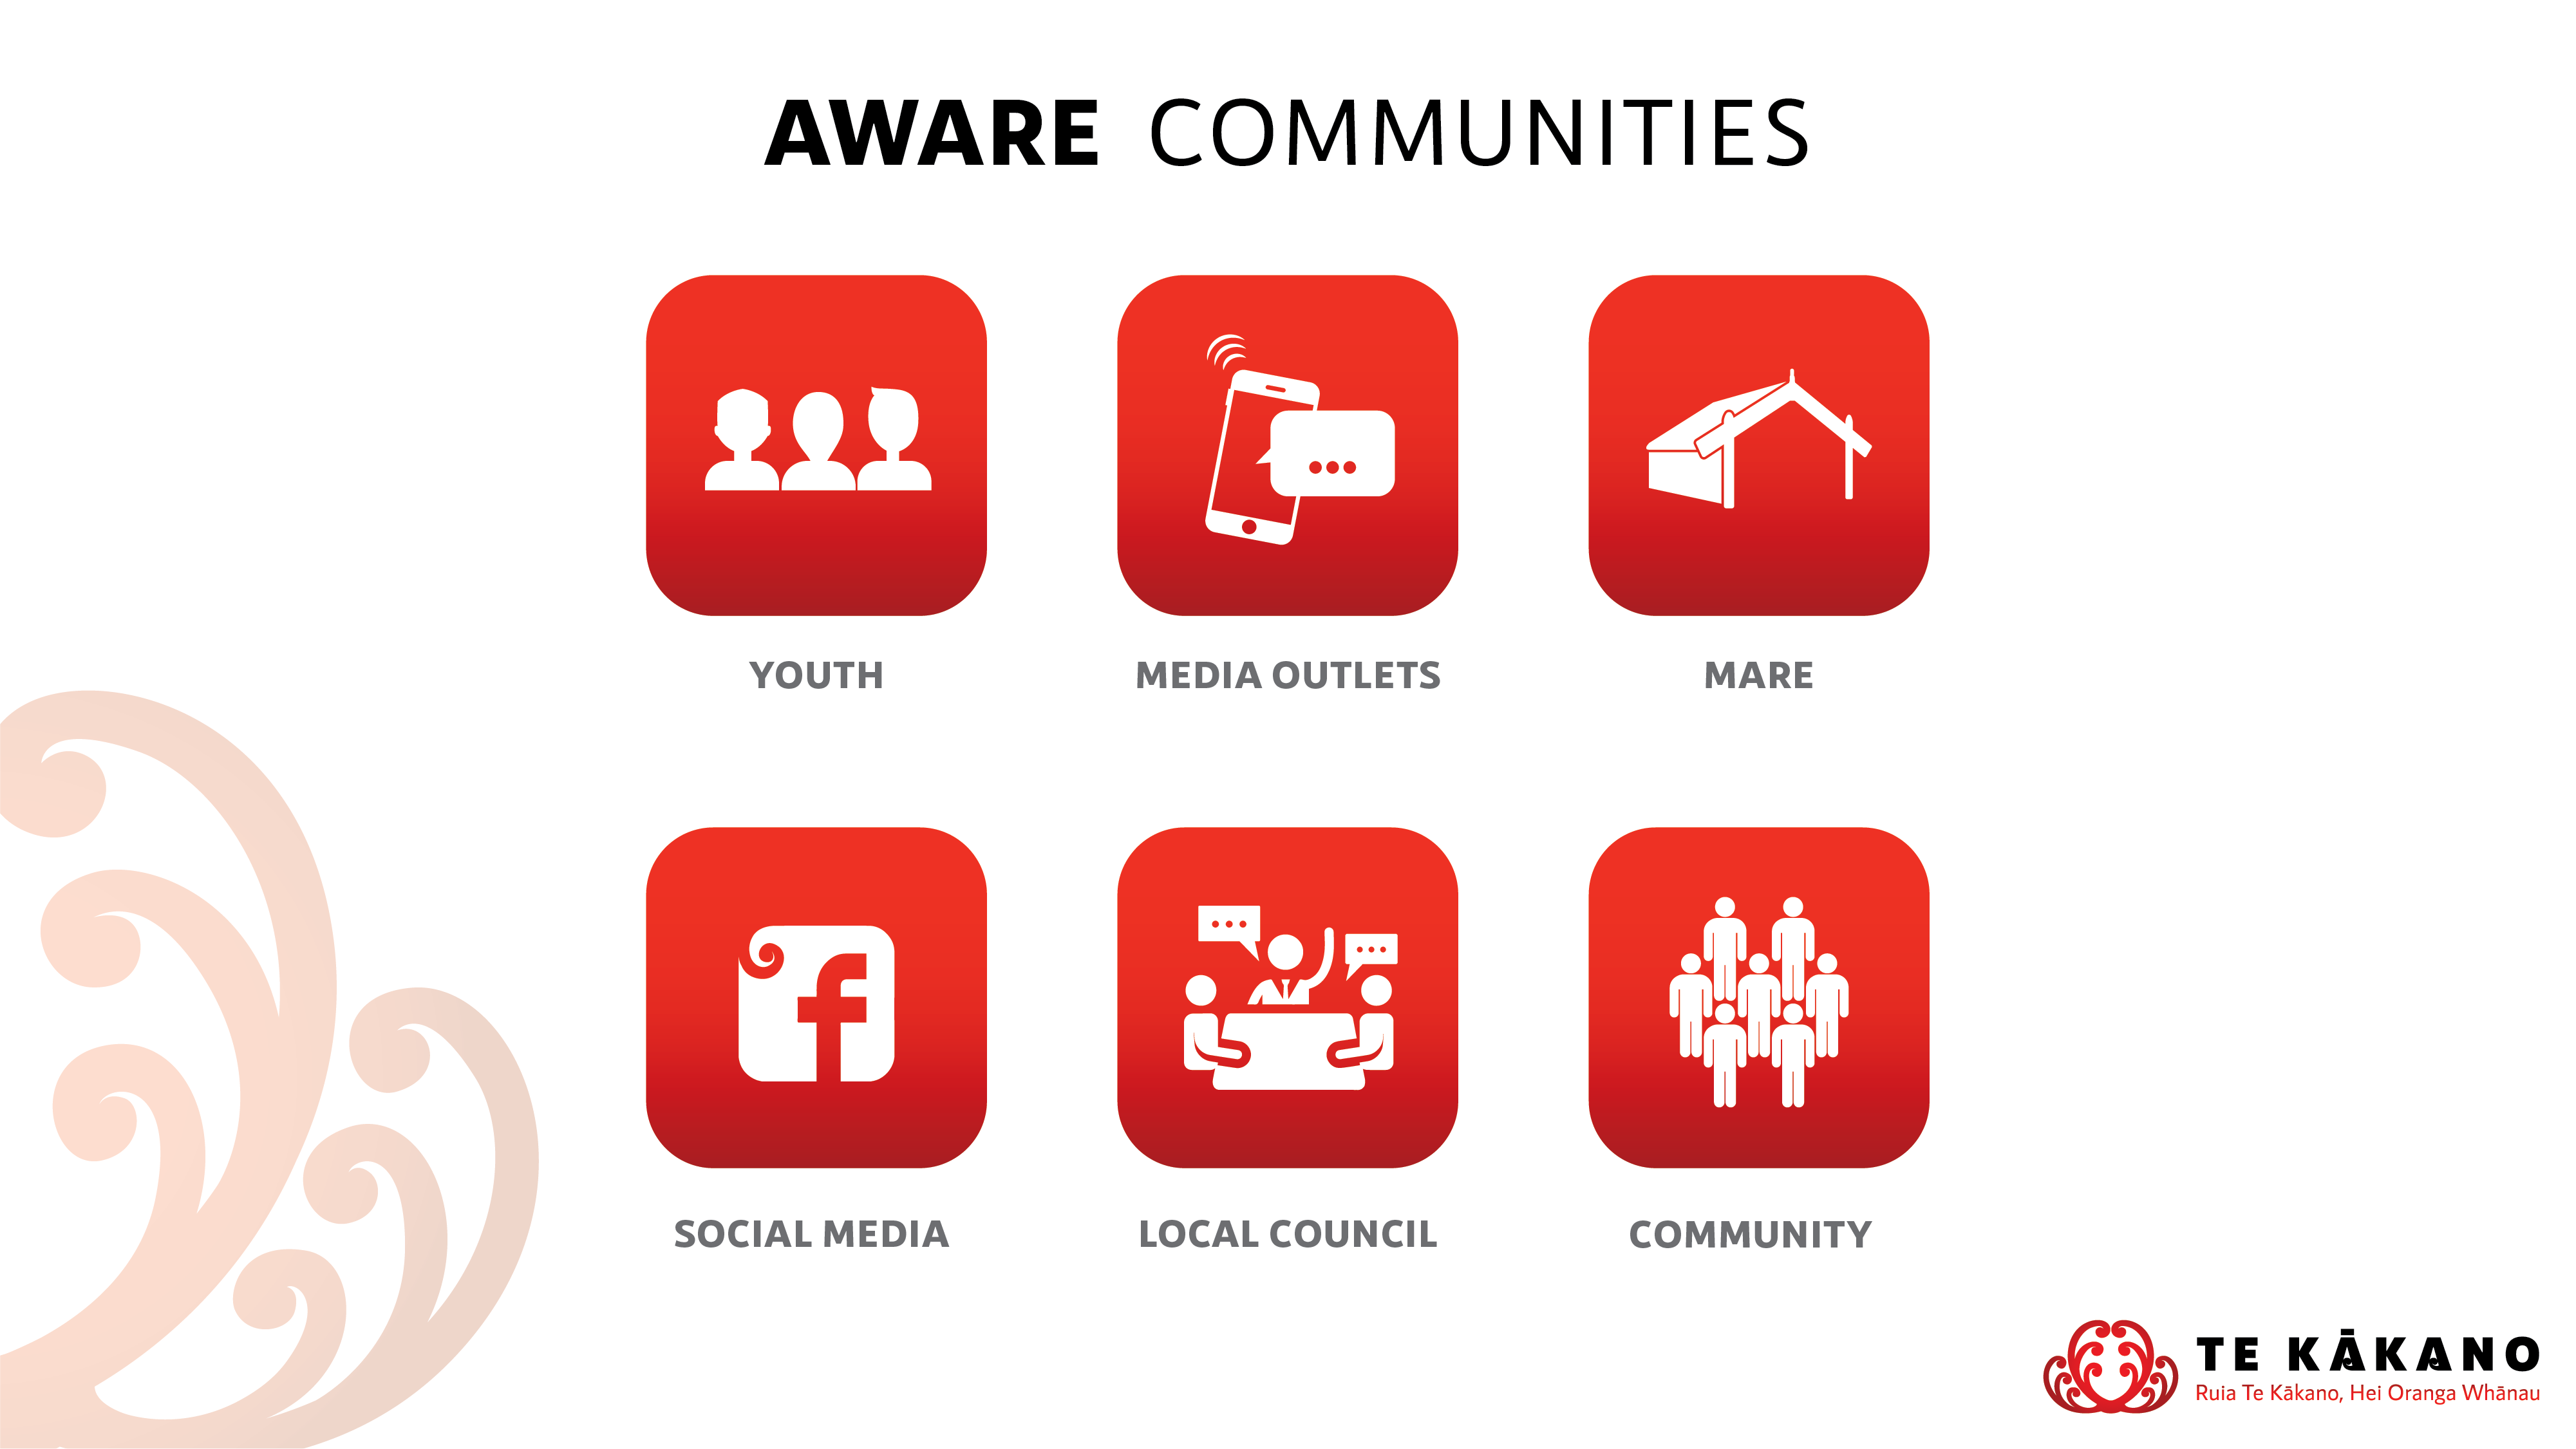 AWARE COMMUNITIES
YOUTH
MEDIA OUTLETS
MARE
SOCIAL MEDIA
LOCAL COUNCIL
COMMUNITY
TE KĀKANO
Ruia Te Kākano, Hei Oranga Whānau